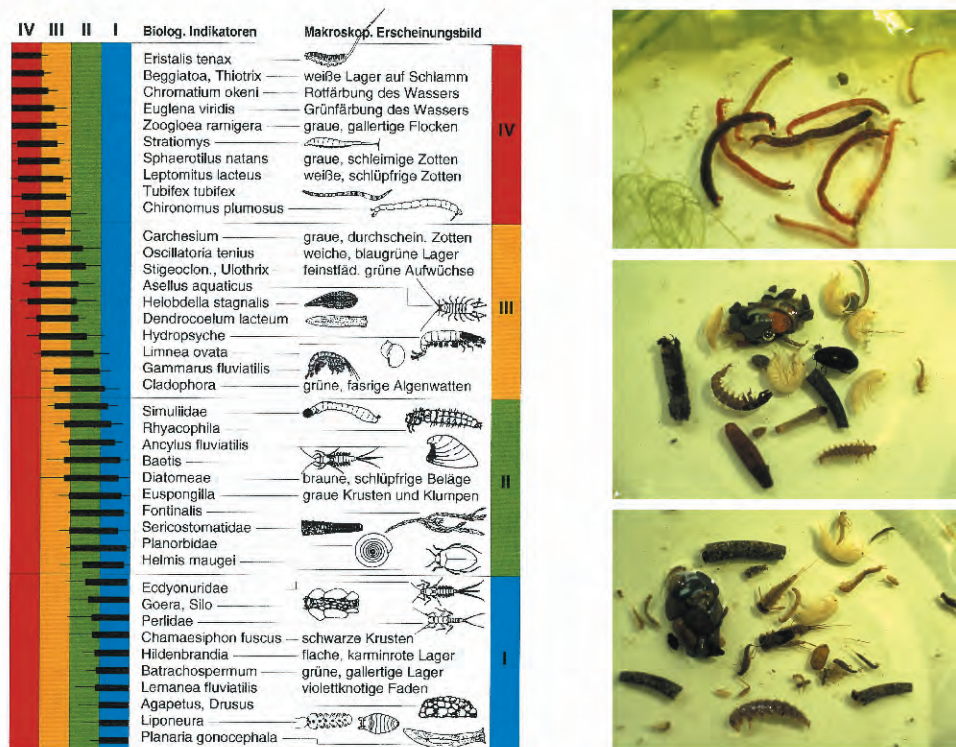 IV III II I Biolog. Indikatoren Makroskop. Erscheinungsbild
Eristalis tenax
Beggiatoa, Thiotrix weiße Lager auf Schlamm
Chromatium okeni Rotfärbung des Wassers
Euglena viridis Grünfärbung des Wassers
Zoogloea ramigera graue, gallertige Flocken
IV
Stratiomys
Sphaerotilus natans graue, schleimige Zotten
Leptomitus lacteus weiße, schlüpfrige Zotten
Tubifex tubifex
Chironomus plumosus
Carchesium graue, durchschein. Zotten
Oscillatoria tenius weiche, blaugrüne Lager
Stigeoclon., Ulothrix feinstfäd. grüne Aufwüchse
Asellus aquaticus
Helobdella stagnalis
III
Dendrocoelum lacteum
Hydropsyche
Limnea ovata
Gammarus fluviatilis
Cladophora grüne, fasrige Algenwatten
Simuliidae
Rhyacophila
Ancylus fluviatilis
Baetis
Diatomeae braune, schlüpfrige Beläge
II
Euspongilla graue Krusten und Klumpen
Fontinalis
Sericostomatidae
Planorbidae
Helmis maugei
Ecdyonuridae
Goera, Silo
Perlidae
Chamaesiphon fuscus schwarze Krusten
Hildenbrandia flache, karminrote Lager
I
Batrachospermum grüne, gallertige Lager
Lemanea fluviatilis violettknotige Faden
Agapetus, Drusus
Liponeura
Planaria gonocephala